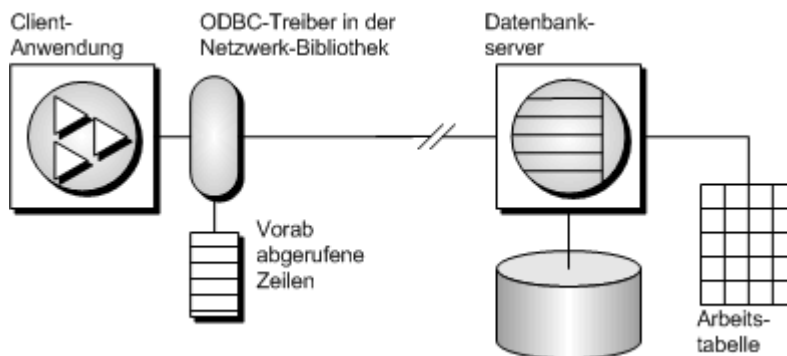 Client-
Anwendung
ODBC-Treiber in der
Netzwerk-Bibliothek
Datenbank-
server
Vorab
abgerufene
Zeilen
Arbeits-
tabelle